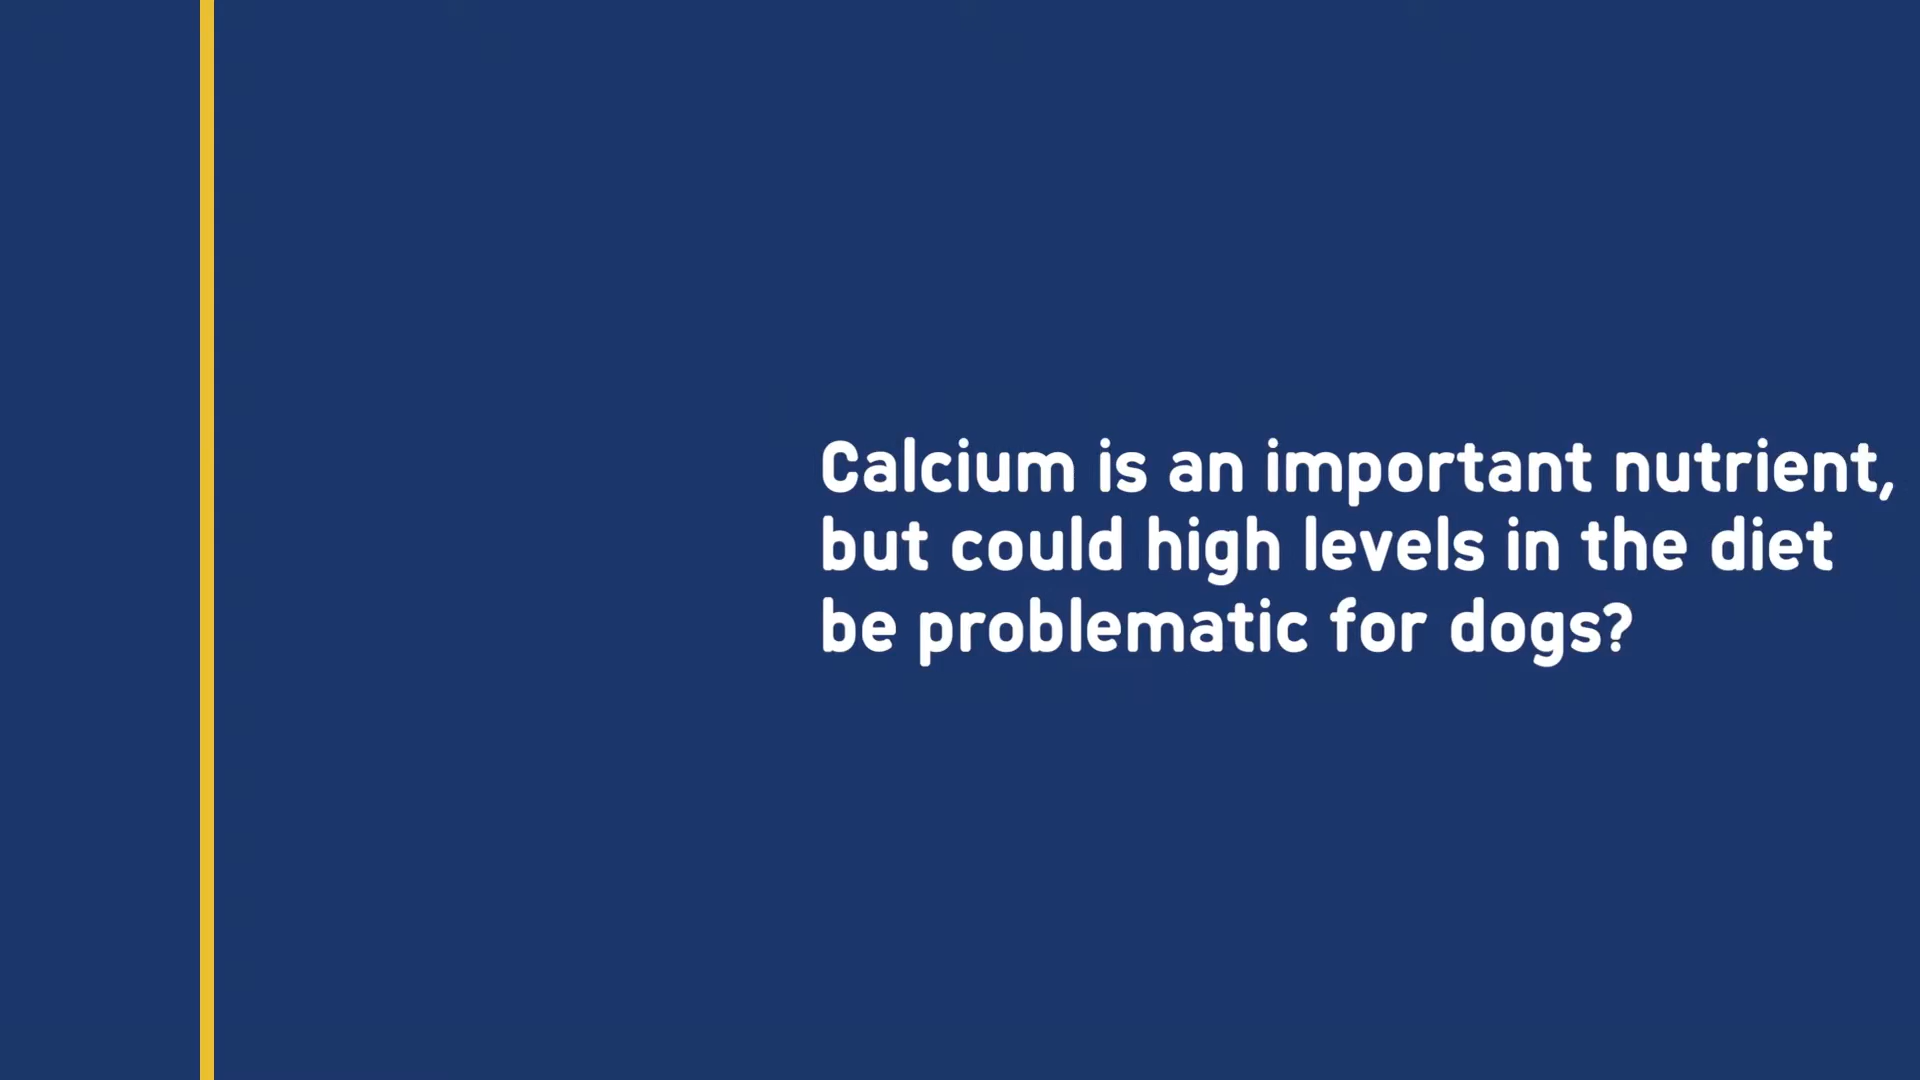 Calcium is an important nutrient,
but could high levels in the diet
be problematic for dogs?